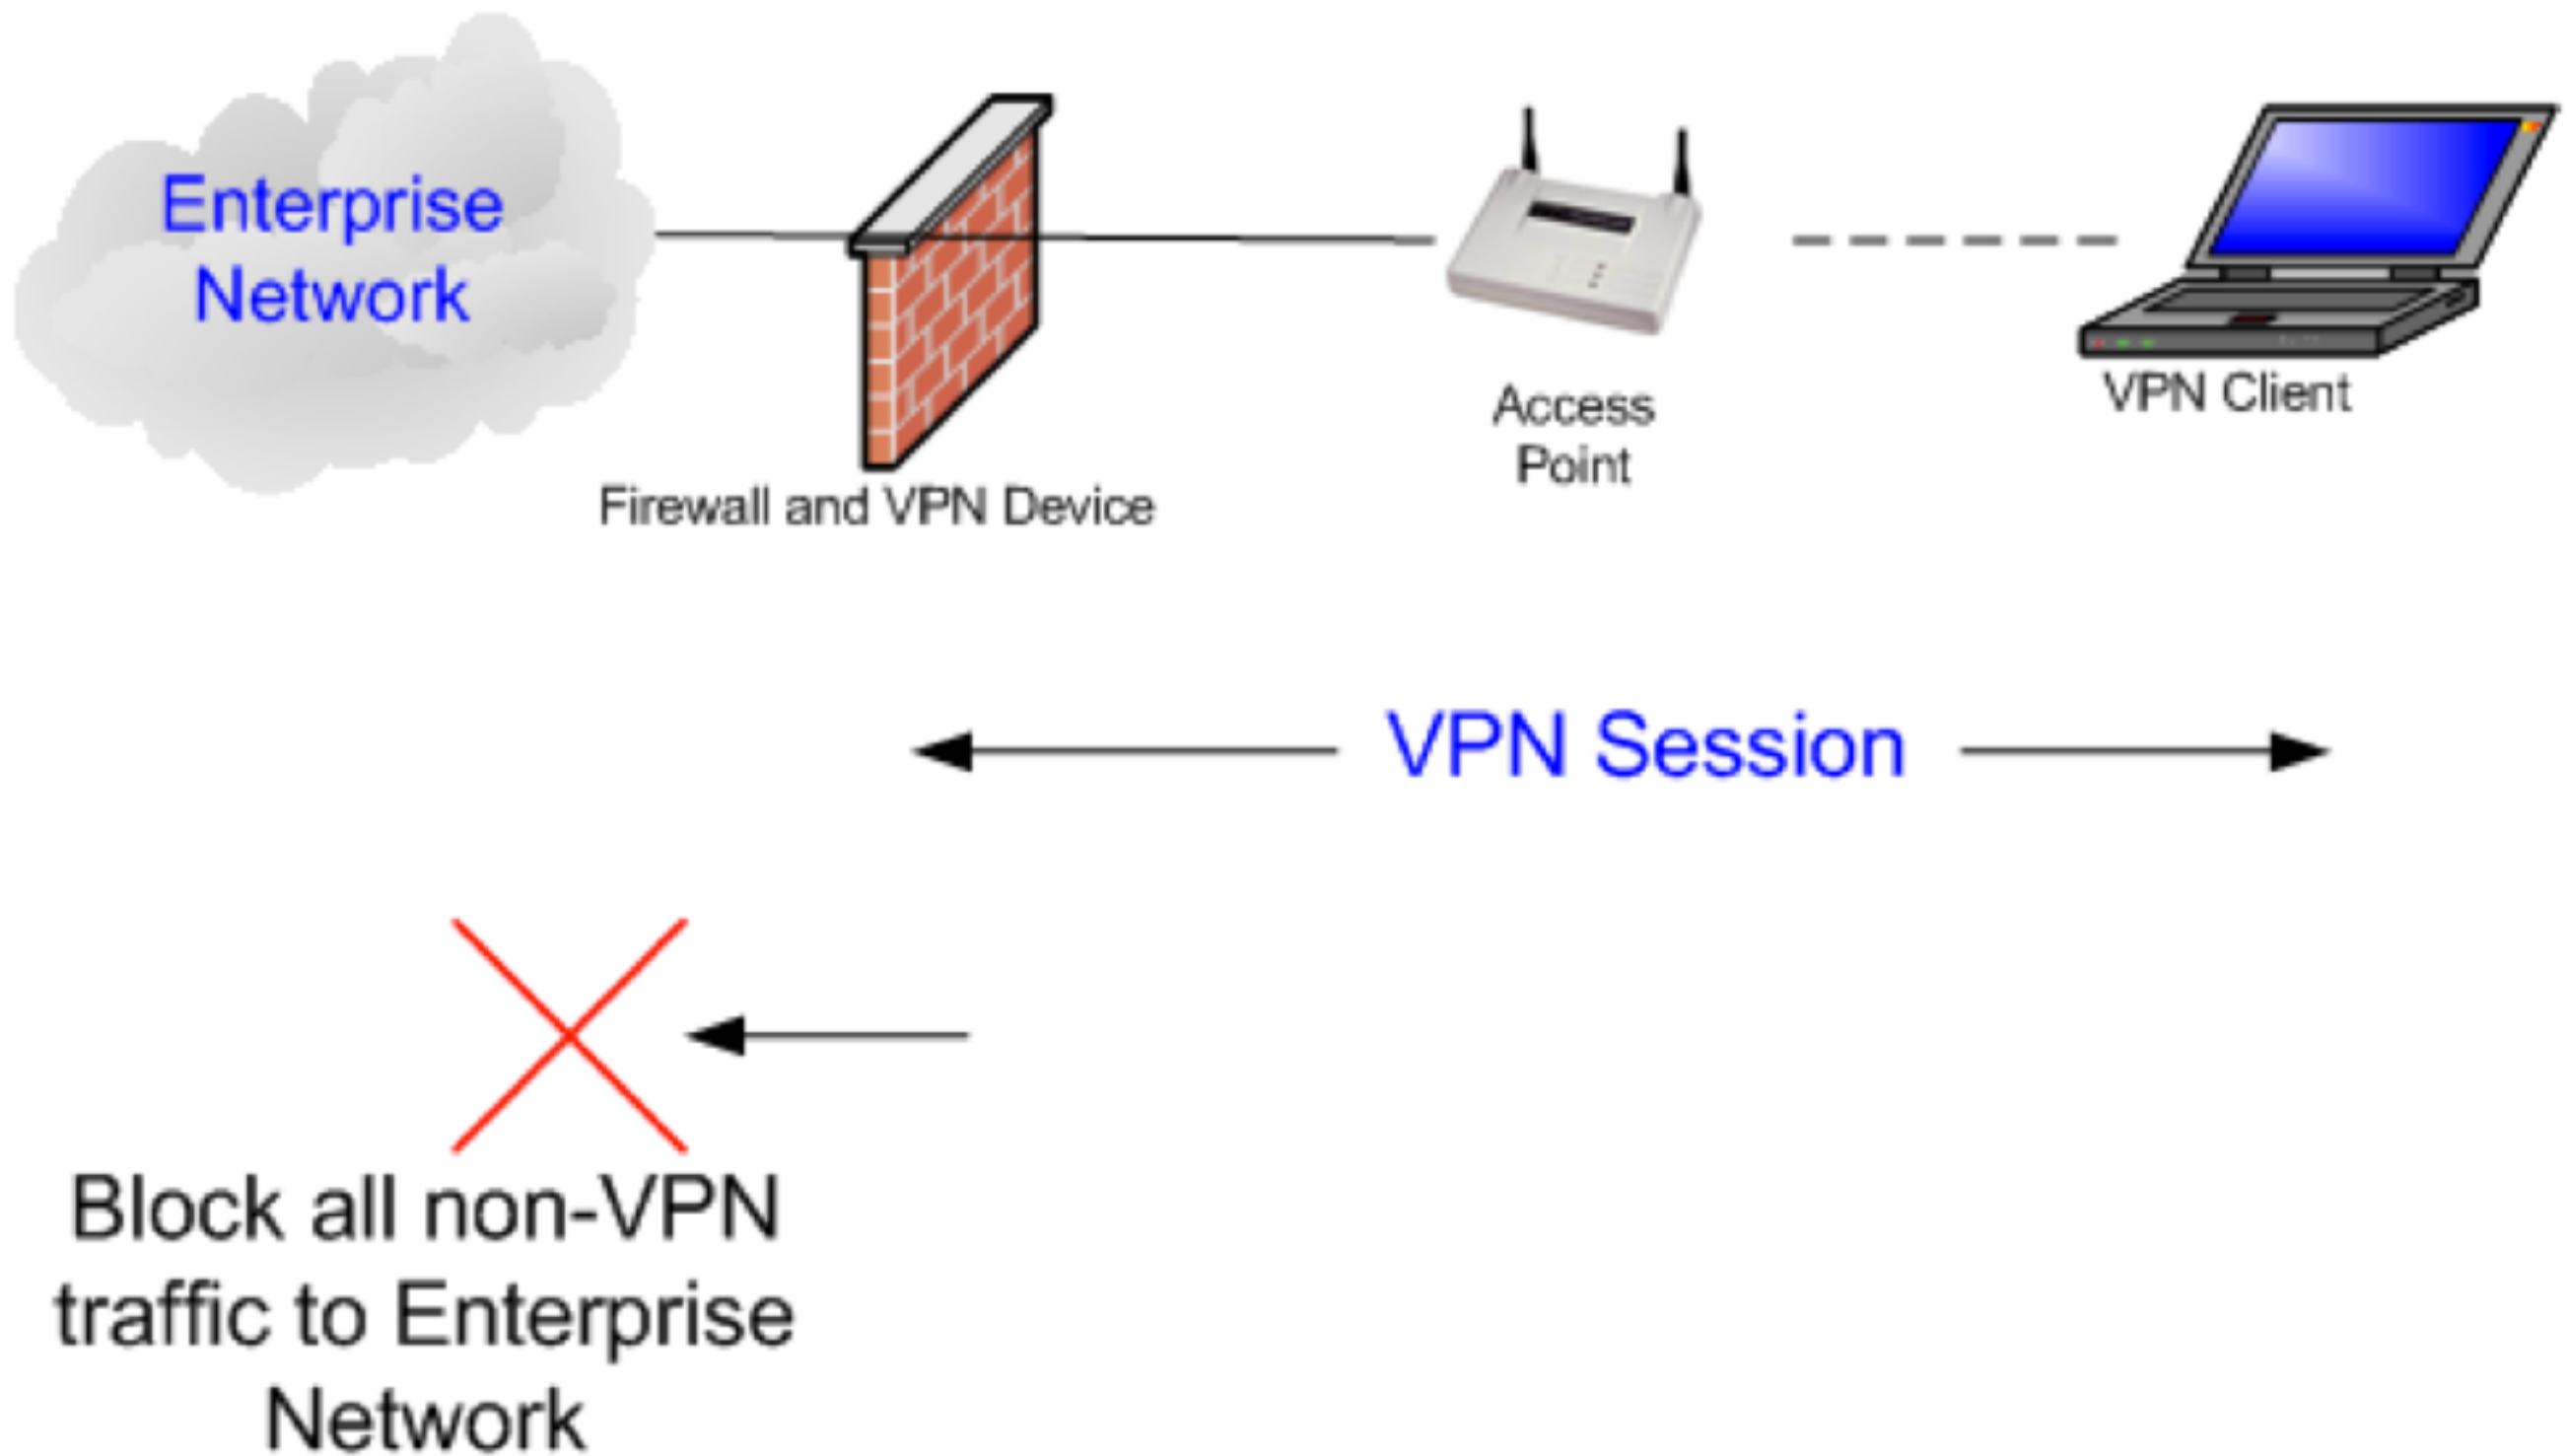 Enterprise
Network
Firewall and VPN Device
Access
Point
VPN Client
VPN Session
Block all non-VPN
traffic to Enterprise
Network